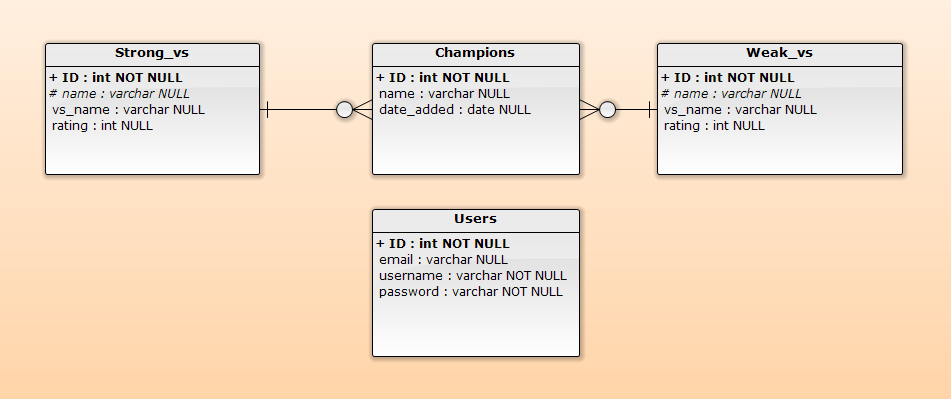 Strong_vs
+ ID : int NOT NULL
# name : varchar NULL
vs_name : varchar NULL
rating : int NULL
Champions
+ ID : int NOT NULL
name : varchar NULL
date_added : date NULL
Weak_vs
+ ID : int NOT NULL
# name : varchar NULL
vs_name : varchar NULL
rating : int NULL
Users
+ ID : int NOT NULL
email : varchar NULL
username : varchar NOT NULL
password : varchar NOT NULL